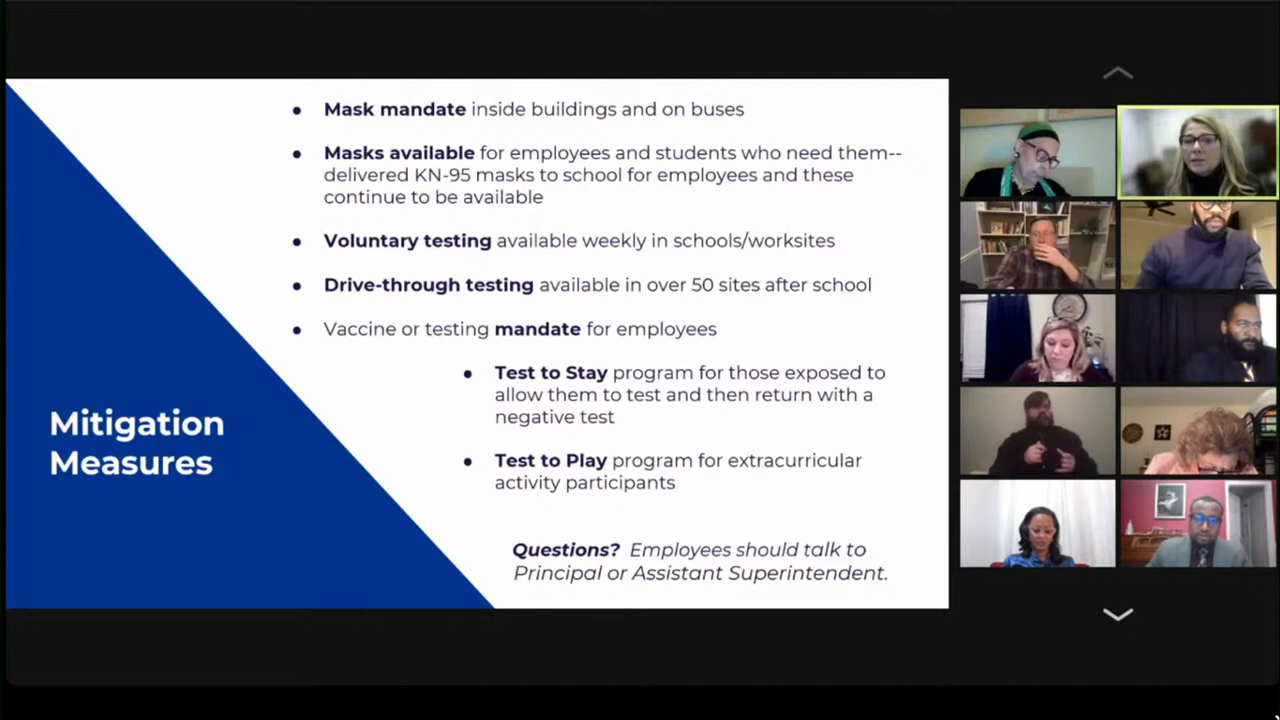 ● Mask mandate inside buildings and on buses
● Masks available for employees and students who need them--
delivered KN-95 masks to school for employees and these
continue to be available
● Voluntary testing available weekly in schools/worksites
● Drive-through testing available in over 50 sites after school
● Vaccine or testing mandate for employees
● Test to Stay program for those exposed to
allow them to test and then return with a
negative test
● Test to Play program for extracurricular
activity participants
Mitigation
Measures
Questions? Employees should talk to
Principal or Assistant Superintendent.